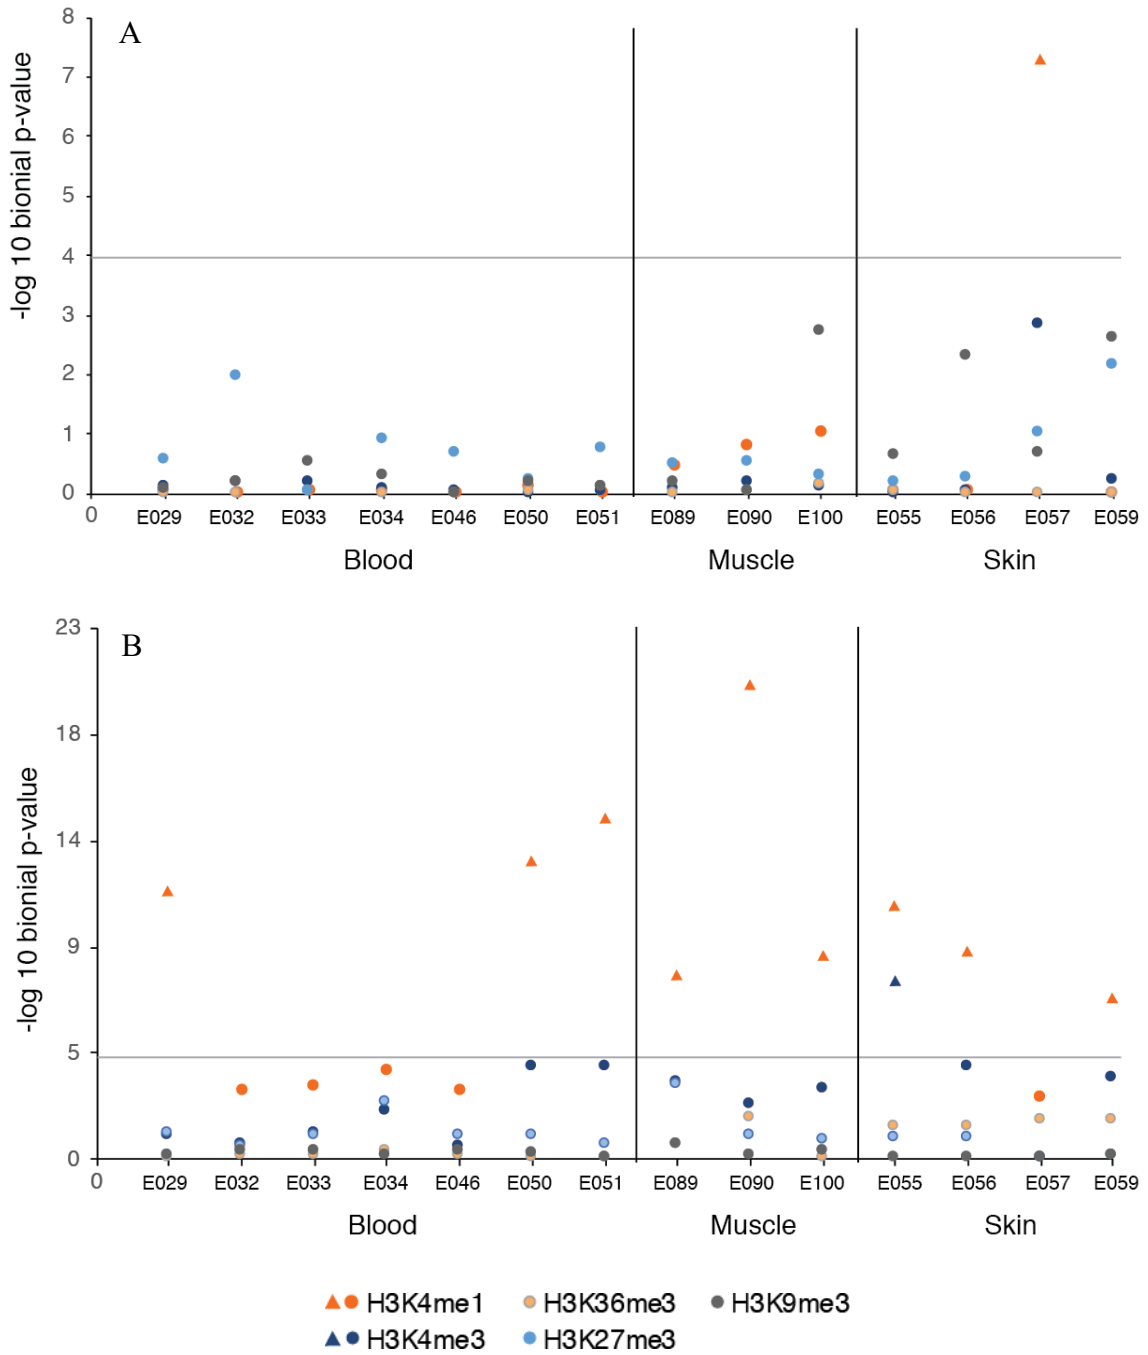 A
8
7
6
5
4
3
2
1
0
-log 10 bionial p-value
0 E029 E032 E033 E034 E046 E050 E051 E089 E090 E100 E055 E056 E057 E059
Blood Muscle Skin
B
23
18
14
9
5
0
-log 10 bionial p-value
0 E029 E032 E033 E034 E046 E050 E051 E089 E090 E100 E055 E056 E057 E059
Blood Muscle Skin
H3K4me1 H3K36me3 H3K9me3
H3K4me3 H3K27me3